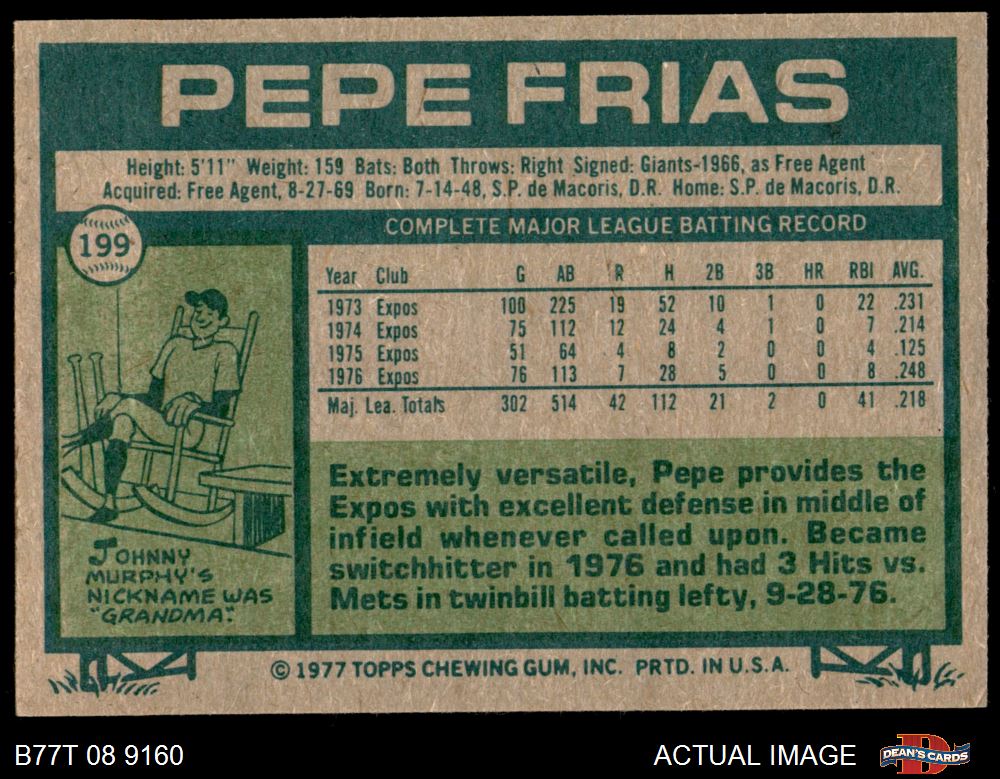 PEPE FRIAS
Height: 5'11" Weight: 159 Bats: Both Throws: Right Signed: Giants-1966, as Free Agent
Acquired: Free Agent, 8-27-69 Born: 7-14-48, S.P. de Macoris, D.R. Home: S.P. de Macoris, D.R.
199
COMPLETE MAJOR LEAGUE BATTING RECORD
Year Club G AB R H 2B 3B HR RBI AVG.
1973 Expos 100 225 19 52 10 1 0 22 .231
1974 Expos 75 112 12 24 4 1 0 7 .214
1975 Expos 51 64 4 8 2 0 0 4 .125
1976 Expos 76 113 7 28 5 0 0 8 .248
Maj. Lea. Totals 302 514 42 112 21 2 0 41 .218
JOHNNY
MURPHY'S
NICKNAME WAS
"GRANDMA."
Extremely versatile, Pepe provides the
Expos with excellent defense in middle of
infield whenever called upon. Became
switchhitter in 1976 and had 3 Hits vs.
Mets in twinbill batting lefty, 9-28-76.
© 1977 TOPPS CHEWING GUM, INC. PRTD. IN U.S.A.
B77T 08 9160
ACTUAL IMAGE
DEAN'S CARDS